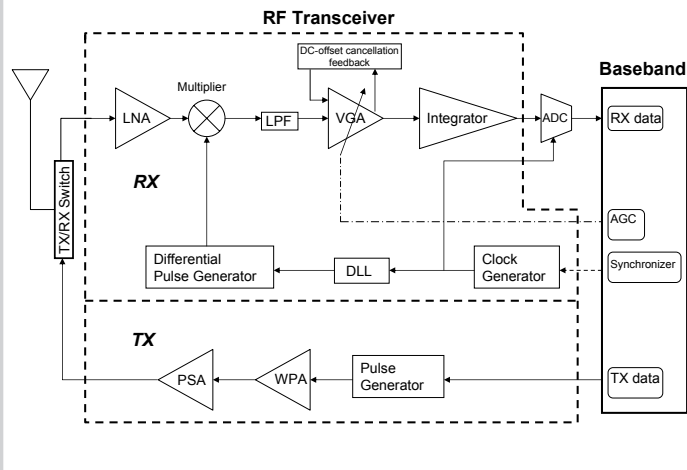 RF Transceiver
DC-offset cancellation
feedback
Baseband
Multiplier
LNA
LPF
VGA
Integrator
ADC
RX data
RX
TX/RX Switch
AGC
Differential
Pulse Generator
DLL
Clock
Generator
Synchronizer
TX
PSA
WPA
Pulse
Generator
TX data